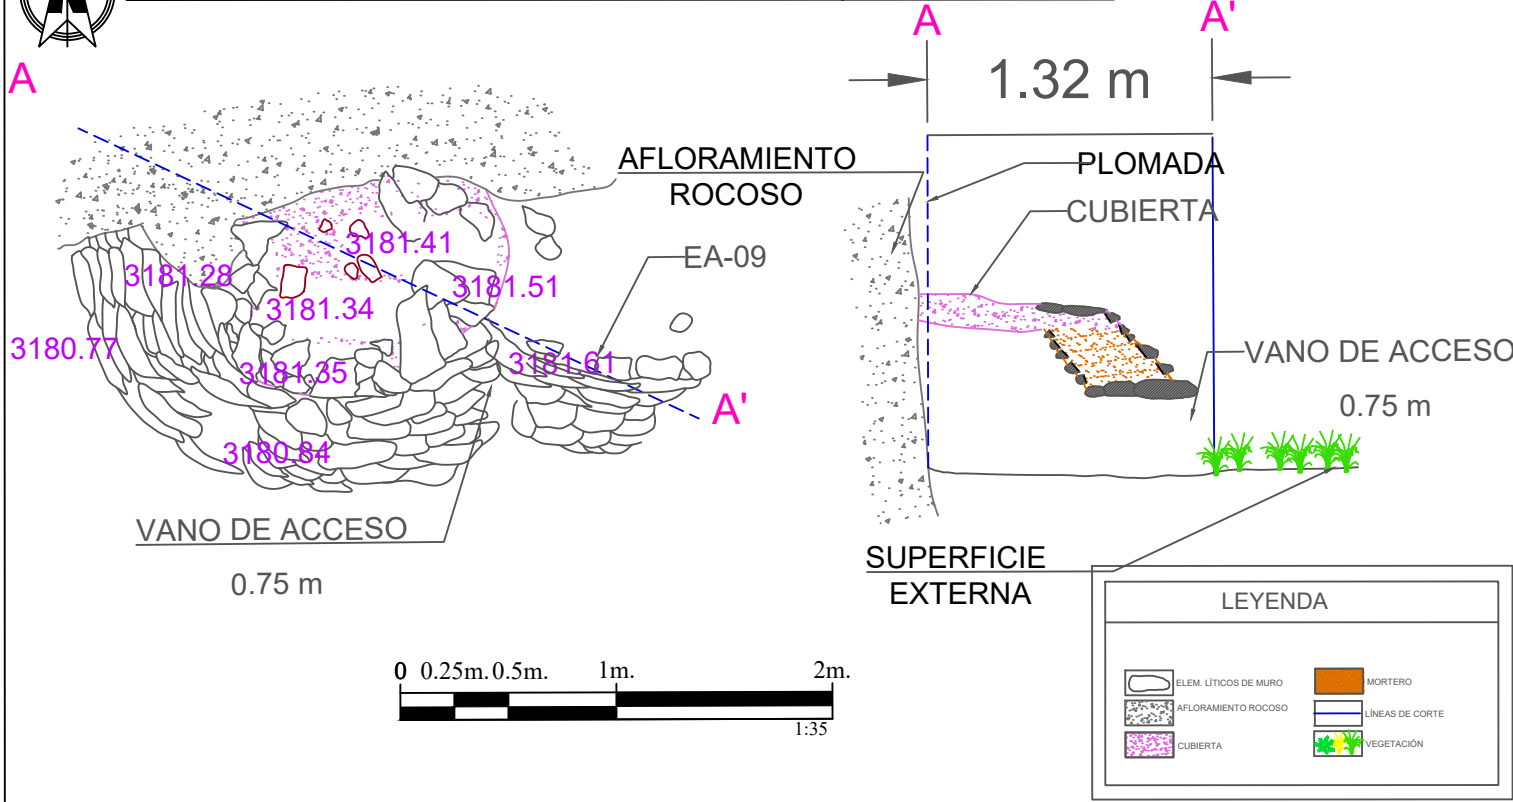 A
A
A'
1.32 m
AFLORAMIENTO
ROCOSO
PLOMADA
CUBIERTA
3181.41
EA-09
3181.28
3181.51
3181.34
3180.77
3181.61
VANO DE ACCESO
3181.35
0.75 m
A'
3180.84
VANO DE ACCESO
0.75 m
SUPERFICIE
EXTERNA
LEYENDA
ELEM. LÍTICOS DE MURO
MORTERO
AFLORAMIENTO ROCOSO
LÍNEAS DE CORTE
CUBIERTA
VEGETACIÓN
0 0.25m. 0.5m. 1m. 2m.
1:35